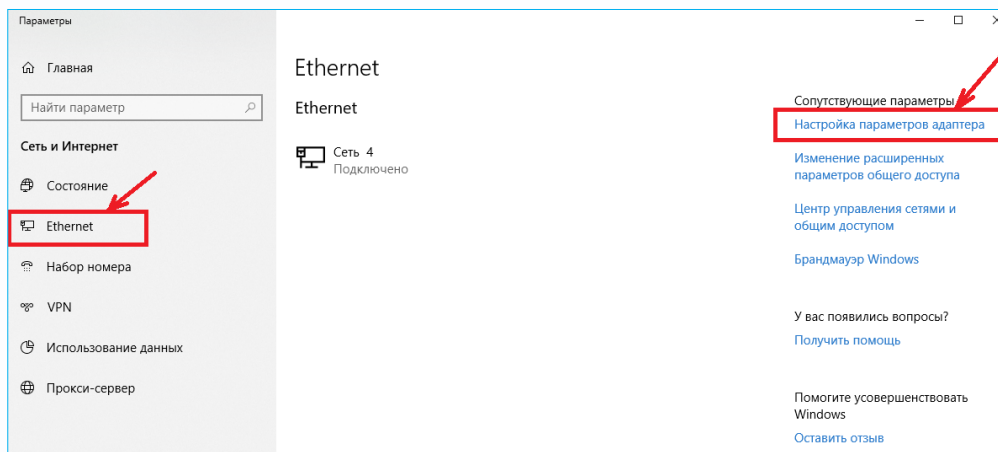 Параметры
Главная
Найти параметр
Сеть и Интернет
Состояние
Ethernet
Набор номера
VPN
Использование данных
Прокси-сервер
Ethernet
Ethernet
Сеть 4
Подключено
Сопутствующие параметры
Настройка параметров адаптера
Изменение расширенных
параметров общего доступа
Центр управления сетями и
общим доступом
Брандмауэр Windows
У вас появились вопросы?
Получить помощь
Помогите усовершенствовать
Windows
Оставить отзыв